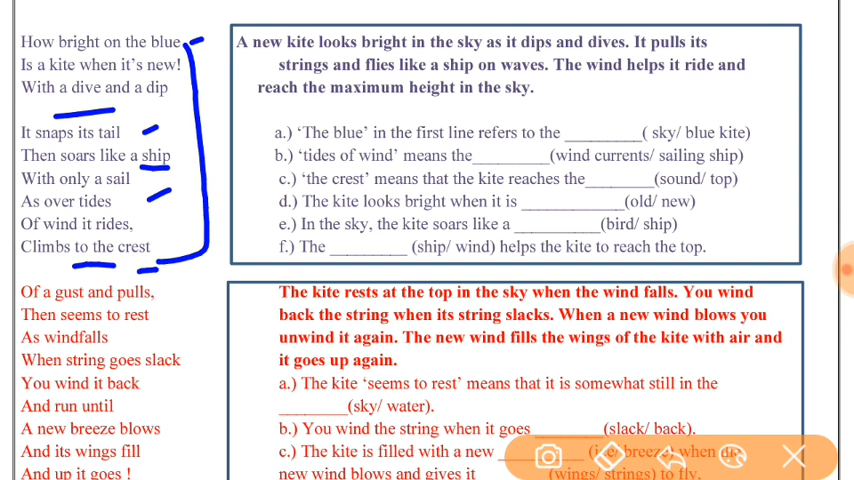 How bright on the blue
Is a kite when it's new!
With a dive and a dip
It snaps its tail
Then soars like a ship
With only a sail
As over tides
Of wind it rides,
Climbs to the crest
Of a gust and pulls,
Then seems to rest
As windfalls
When string goes slack
You wind it back
And run until
A new breeze blows
And its wings fill
And up it goes !
A new kite looks bright in the sky as it dips and dives. It pulls its
strings and flies like a ship on waves. The wind helps it ride and
reach the maximum height in the sky.
a.) ‘The blue’ in the first line refers to the _________( sky/ blue kite)
b.) ‘tides of wind’ means the_________(wind currents/ sailing ship)
c.) ‘the crest’ means that the kite reaches the________(sound/ top)
d.) The kite looks bright when it is ____________(old/ new)
e.) In the sky, the kite soars like a __________(bird/ ship)
f.) The _________ (ship/ wind) helps the kite to reach the top.
The kite rests at the top in the sky when the wind falls. You wind
back the string when its string slacks. When a new wind blows you
unwind it again. The new wind fills the wings of the kite with air and
it goes up again.
a.) The kite ‘seems to rest’ means that it is somewhat still in the
________(sky/ water).
b.) You wind the string when it goes ________(slack/ back).
c.) The kite is filled with a new __________ breeze) when
new wind blows and gives it ________(wings/ strings) to fly.